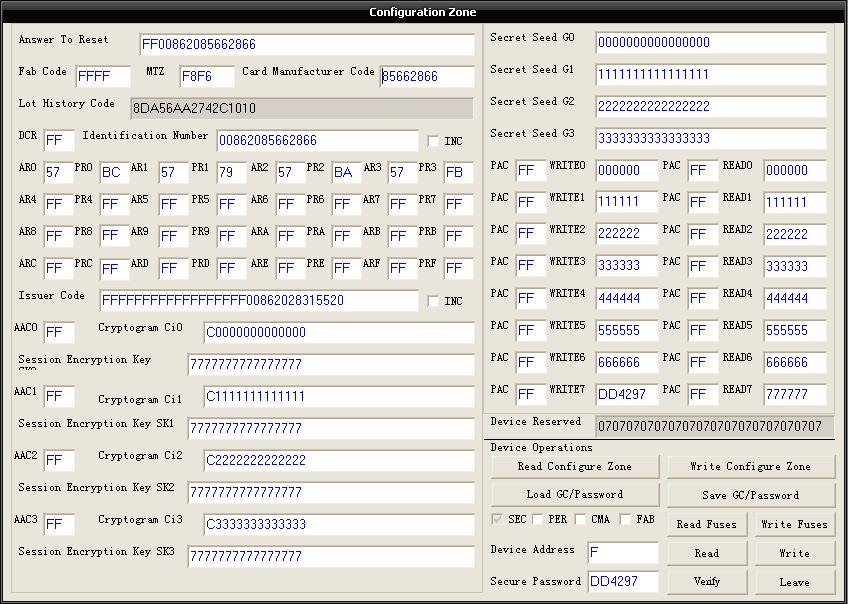 Configuration Zone
Answer To Reset FF00862085662866
Fab Code FFFF MTZ F8F6 Card Manufacturer Code 85662866
Lot History Code 8DA56AA2742C1010
DCR FF Identification Number 00862085662866 INC
AR0 57 PR0 BC AR1 57 PR1 79 AR2 57 PR2 BA AR3 57 PR3 FB
AR4 FF PR4 FF AR5 FF PR5 FF AR6 FF PR6 FF AR7 FF PR7 FF
AR8 FF PR8 FF AR9 FF PR9 FF ARA FF PRA FF ARB FF PRB FF
ARC FF PRC FF ARD FF PRD FF ARE FF PRE FF ARF FF PRF FF
Issuer Code FFFFFFFFFFFFFFFFFF00862028315520 INC
AAC0 FF Cryptogram Ci0 C0000000000000
Session Encryption Key 7777777777777777
AAC1 FF Cryptogram Ci1 C1111111111111
Session Encryption Key SK1 7777777777777777
AAC2 FF Cryptogram Ci2 C2222222222222
Session Encryption Key SK2 7777777777777777
AAC3 FF Cryptogram Ci3 C3333333333333
Session Encryption Key SK3 7777777777777777
Secret Seed G0 0000000000000000
Secret Seed G1 1111111111111111
Secret Seed G2 2222222222222222
Secret Seed G3 3333333333333333
PAC FF WRITE0 000000 PAC FF READ0 000000
PAC FF WRITE1 111111 PAC FF READ1 111111
PAC FF WRITE2 222222 PAC FF READ2 222222
PAC FF WRITE3 333333 PAC FF READ3 333333
PAC FF WRITE4 444444 PAC FF READ4 444444
PAC FF WRITE5 555555 PAC FF READ5 555555
PAC FF WRITE6 666666 PAC FF READ6 666666
PAC FF WRITE7 DD4297 PAC FF READ7 777777
Device Reserved 07070707070707070707070707070707
Device Operations
Read Configure Zone Write Configure Zone
Load GC/Password Save GC/Password
SEC PER CMA FAB Read Fuses Write Fuses
Device Address F Read Write
Secure Password DD4297 Verify Leave